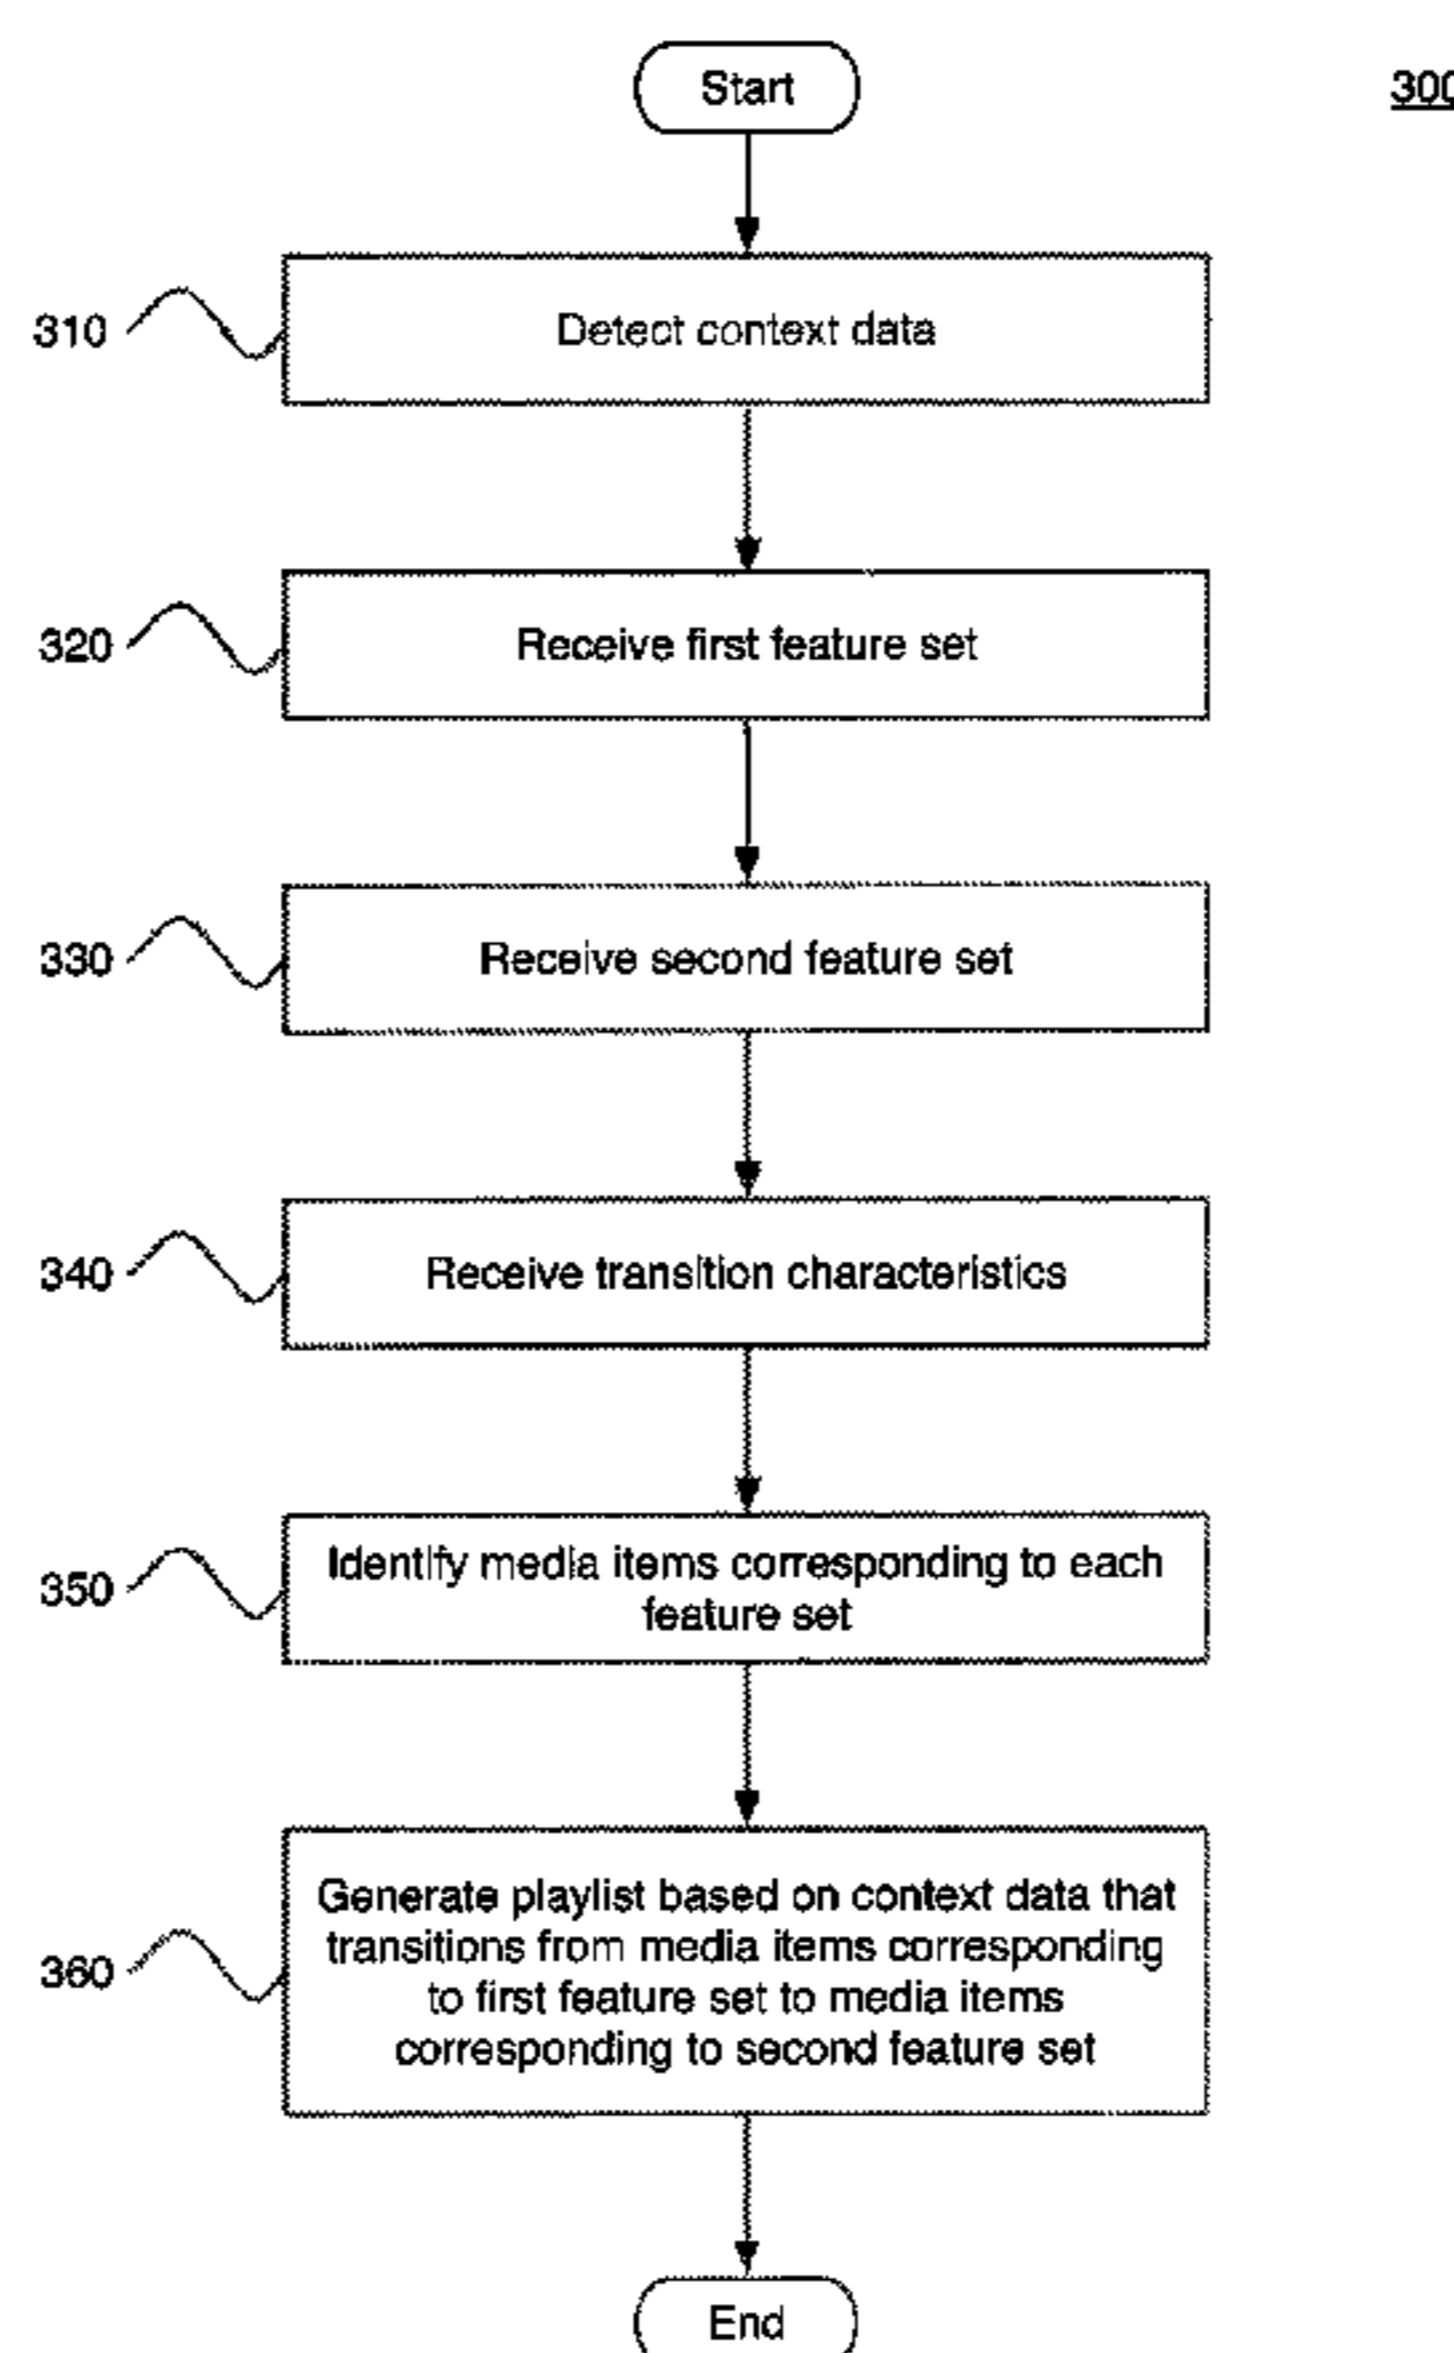 Start
300
310
Detect context data
320
Receive first feature set
330
Receive second feature set
340
Receive transition characteristics
350
Identify media items corresponding to each
feature set
360
Generate playlist based on context data that
transitions from media items corresponding
to first feature set to media items
corresponding to second feature set
End